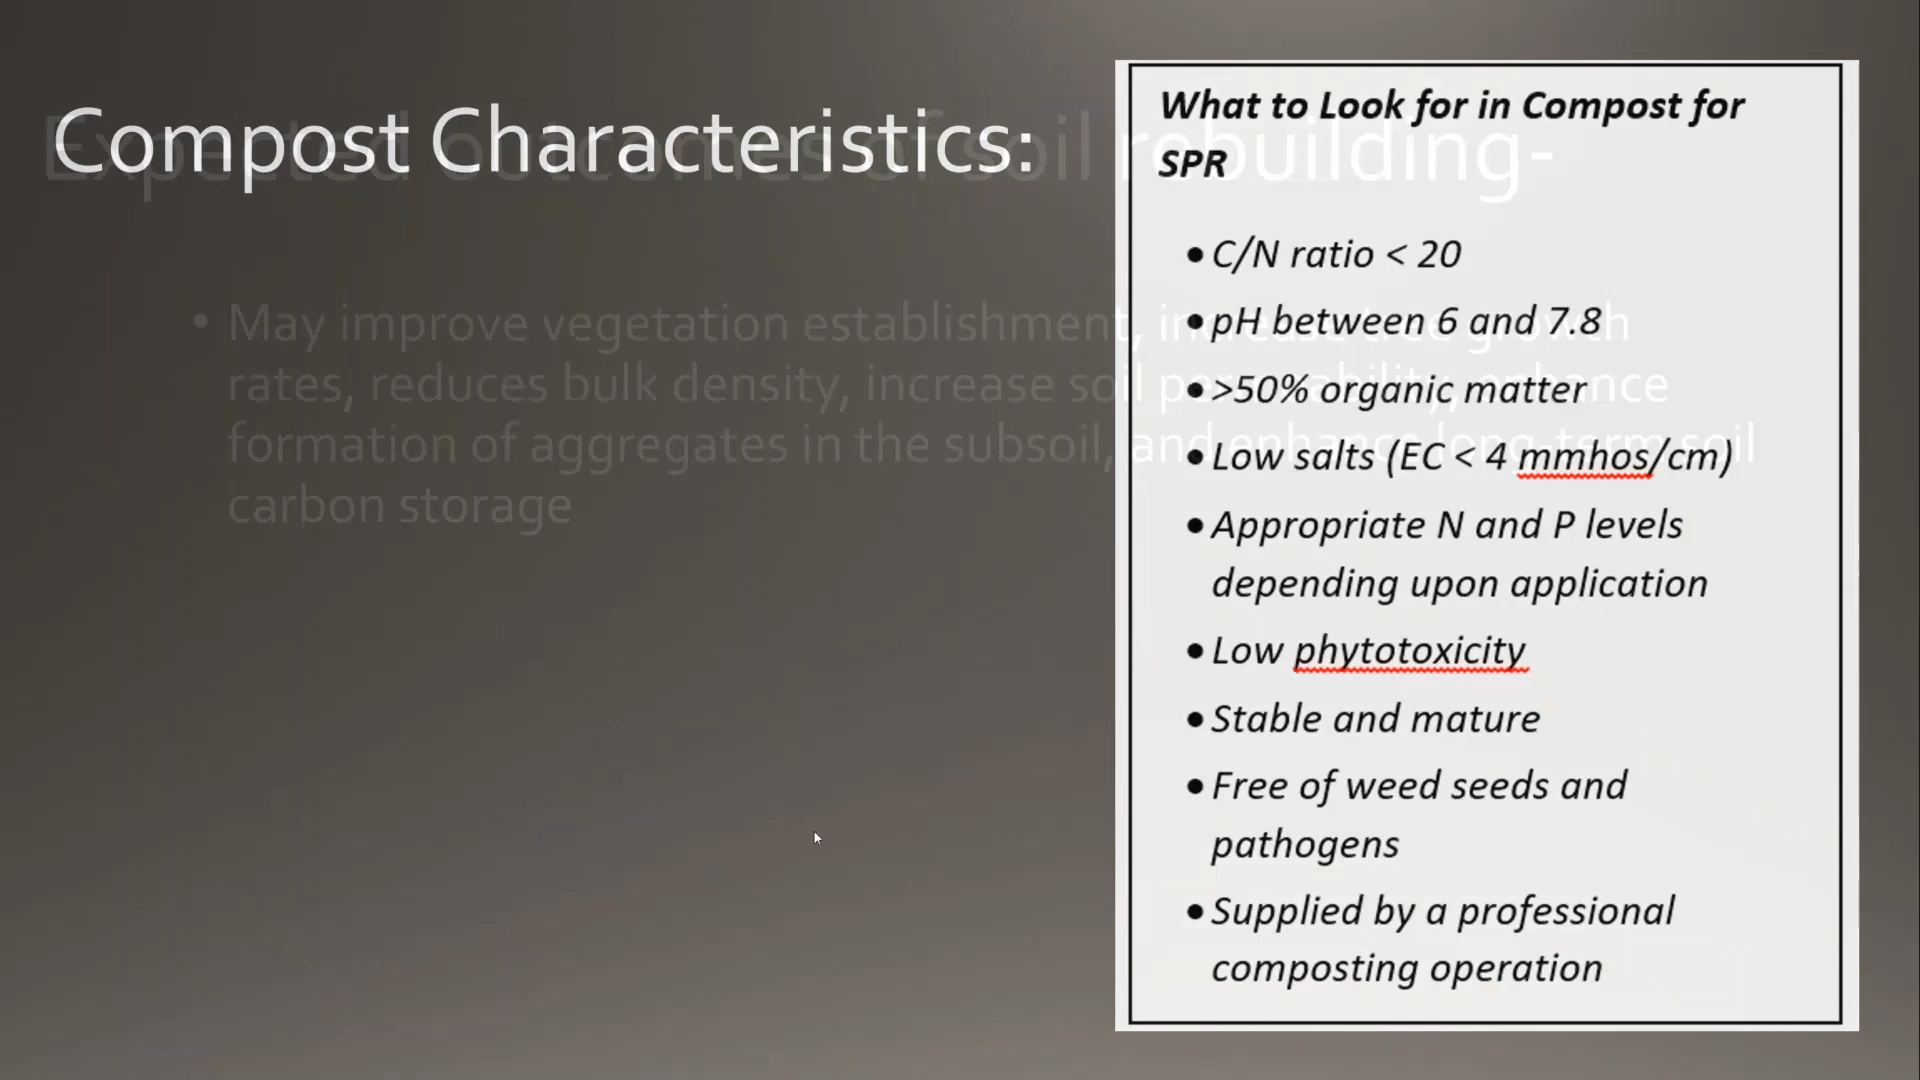 Compost Characteristics:
Expected outcomes of soil rebuilding-
• May improve vegetation establishment, increase tree growth
rates, reduces bulk density, increase soil permeability, enhance
formation of aggregates in the subsoil, and enhance long-term soil
carbon storage
What to Look for in Compost for
SPR
• C/N ratio < 20
• pH between 6 and 7.8
• >50% organic matter
• Low salts (EC < 4 mmhos/cm)
• Appropriate N and P levels
depending upon application
• Low phytotoxicity
• Stable and mature
• Free of weed seeds and
pathogens
• Supplied by a professional
composting operation